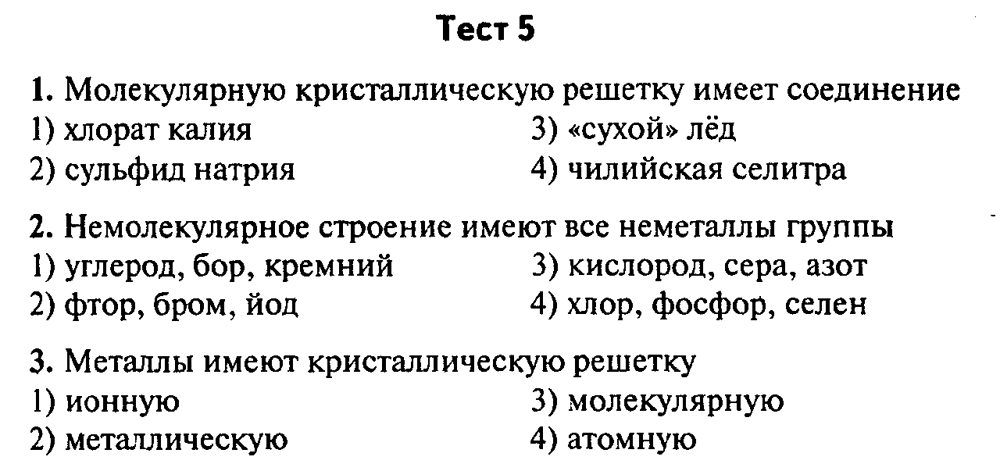 Тест 5
1. Молекулярную кристаллическую решетку имеет соединение
1) хлорат калия 3) «сухой» лёд
2) сульфид натрия 4) чилийская селитра
2. Немолекулярное строение имеют все неметаллы группы
1) углерод, бор, кремний 3) кислород, сера, азот
2) фтор, бром, йод 4) хлор, фосфор, селен
3. Металлы имеют кристаллическую решетку
1) ионную 3) молекулярную
2) металлическую 4) атомную